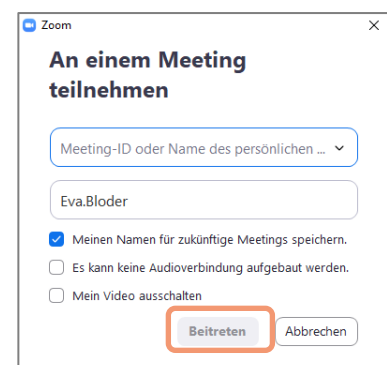 Zoom
An einem Meeting
teilnehmen
Meeting-ID oder Name des persönlichen ...
Eva.Bloder
Meinen Namen für zukünftige Meetings speichern.
Es kann keine Audioverbindung aufgebaut werden.
Mein Video ausschalten
Beitreten Abbrechen